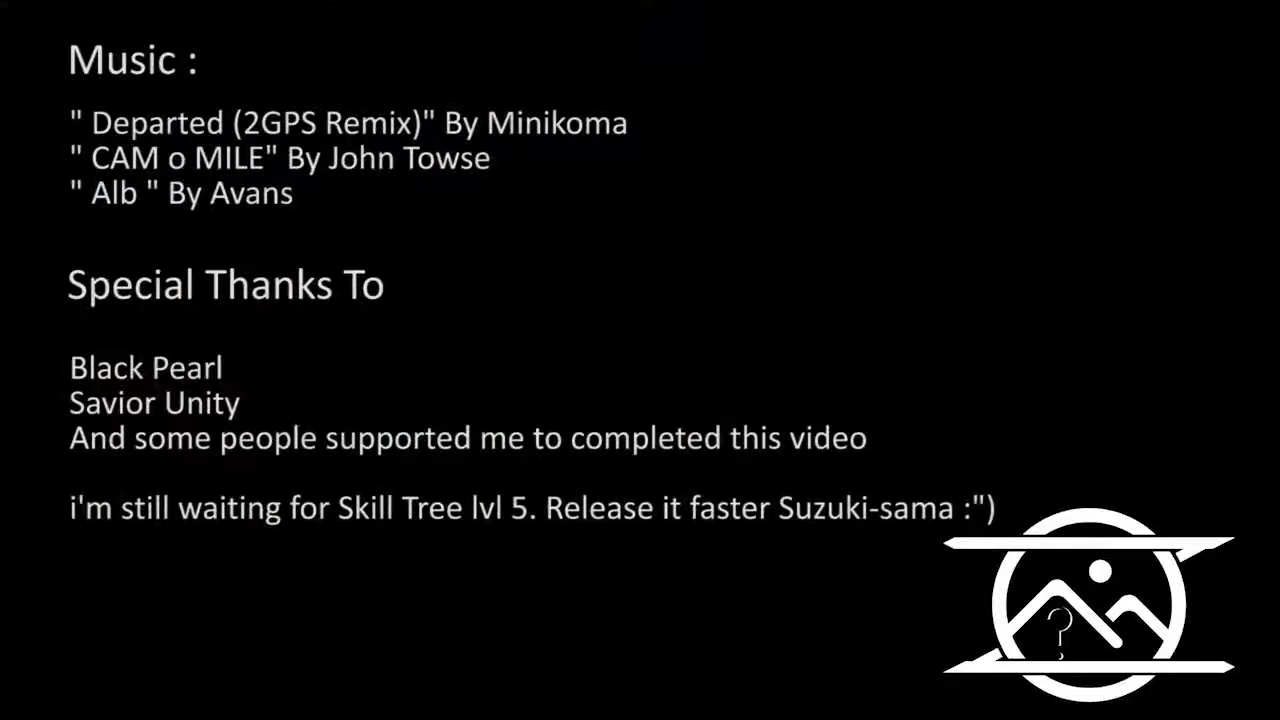 Music :
" Departed (2GPS Remix)" By Minikoma
" CAM o MILE" By John Towse
" Alb " By Avans
Special Thanks To
Black Pearl
Savior Unity
And some people supported me to completed this video
i'm still waiting for Skill Tree lvl 5. Release it faster Suzuki-sama :")
?